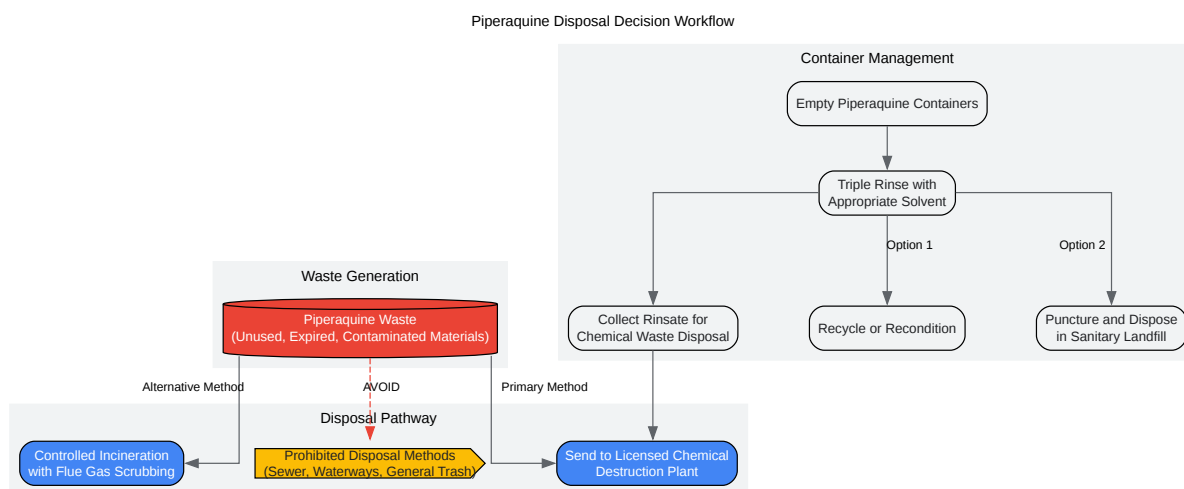 Piperaquine Disposal Decision Workflow
Container Management
Empty Piperaquine Containers
Triple Rinse with
Appropriate Solvent
Option 1
Option 2
Waste Generation
Piperaquine Waste
(Unused, Expired, Contaminated Materials)
Collect Rinsate for
Chemical Waste Disposal
Recycle or Recondition
Puncture and Dispose
in Sanitary Landfill
Alternative Method
AVOID
Primary Method
Disposal Pathway
Controlled Incineration
with Flue Gas Scrubbing
Prohibited Disposal Methods
(Sewer, Waterways, General Trash)
Send to Licensed Chemical
Destruction Plant